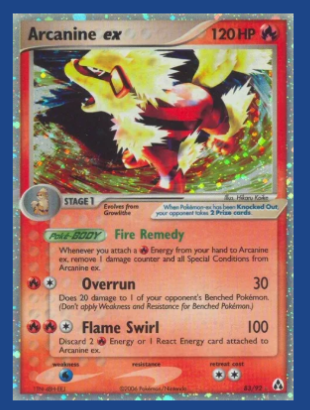 Arcanine ex 120 HP
Illus. Hikaru Koike
STAGE 1
Evolves from
Growlithe
When Pokémon-ex has been Knocked Out,
your opponent takes 2 Prize cards.
Poké-BODY Fire Remedy
Whenever you attach a Energy from your hand to Arcanine
ex, remove 1 damage counter and all Special Conditions from
Arcanine ex.
Overrun 30
Does 20 damage to 1 of your opponent's Benched Pokémon.
(Don't apply Weakness and Resistance for Benched Pokémon.)
Flame Swirl 100
Discard 2 Energy or 1 React Energy card attached to
Arcanine ex.
weakness resistance retreat cost
©2006 Pokémon/Nintendo
83/92